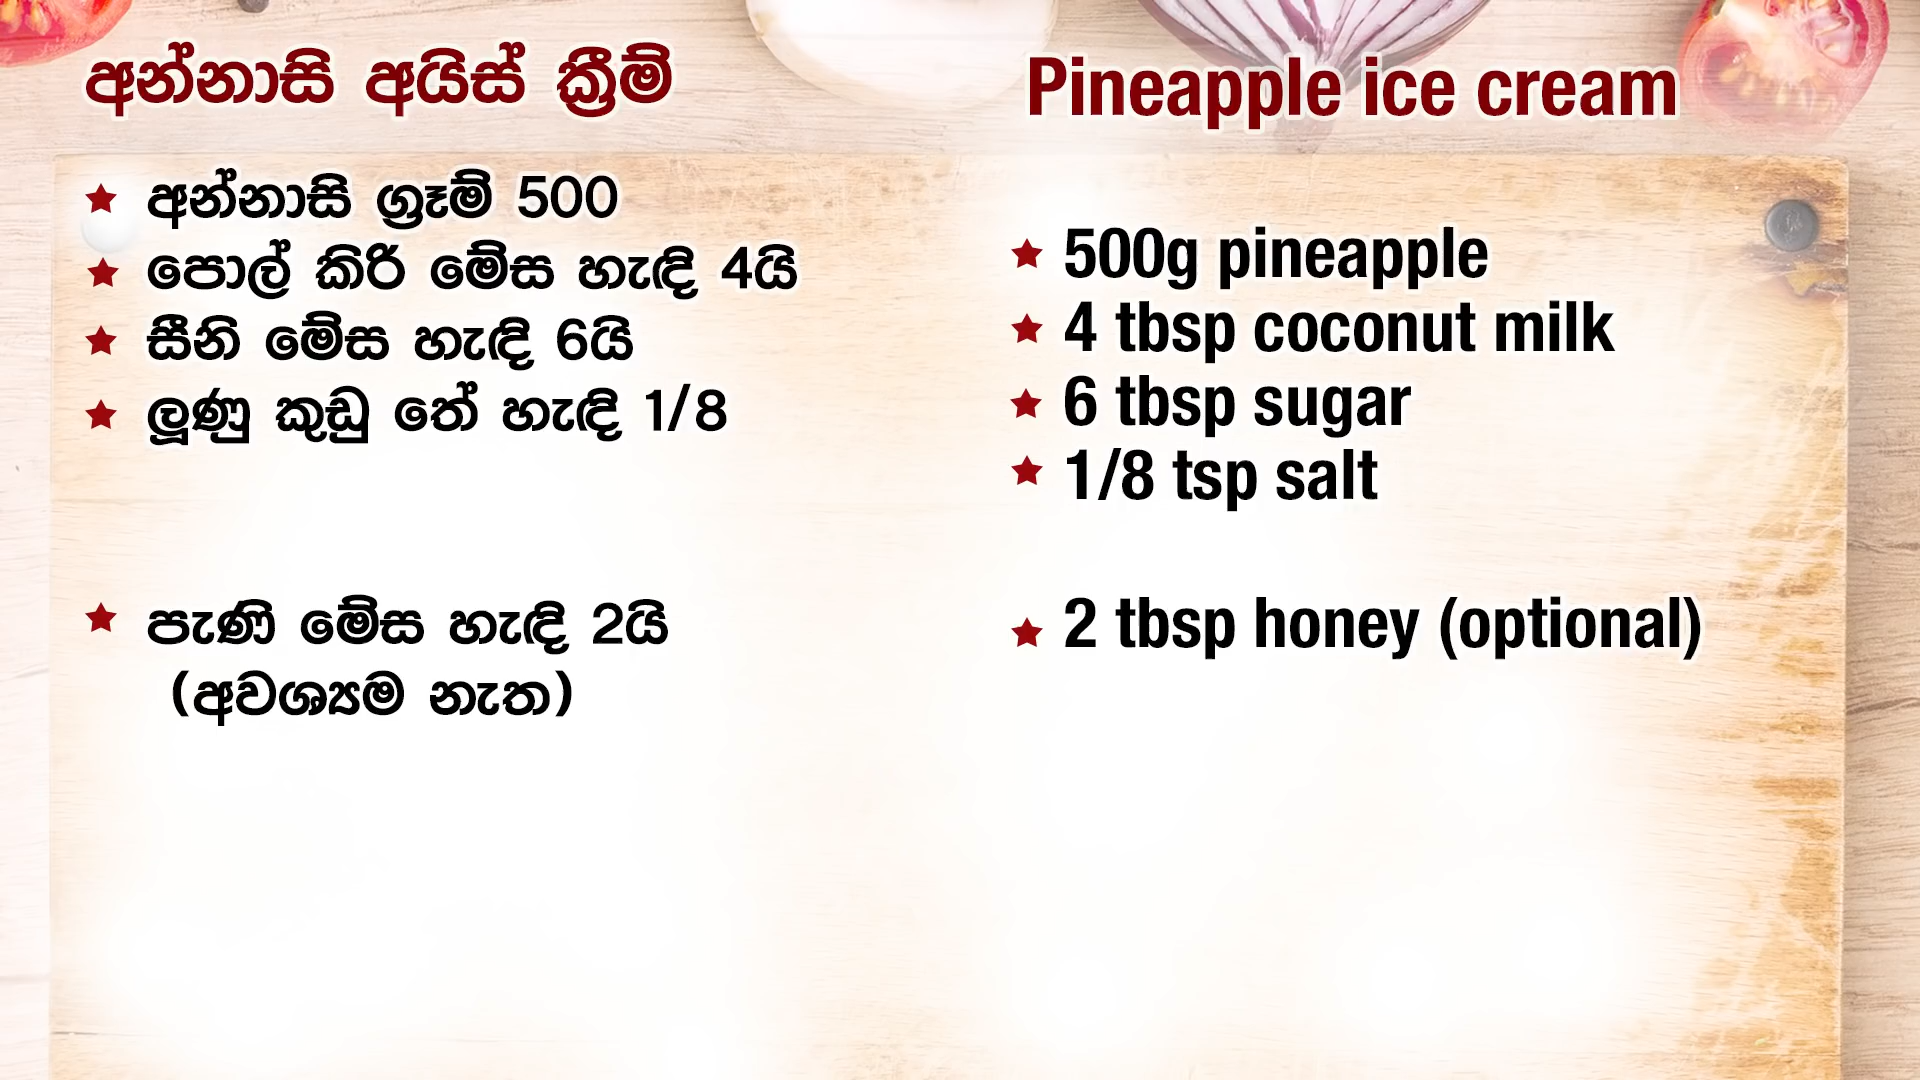 අන්නාසි අයිස් ක්‍රීම්
අන්නාසි ග්‍රෑම් 500
පොල් කිරි මේස හැඳි 4යි
සීනි මේස හැඳි 6යි
ලූණු කුඩු තේ හැඳි 1/8
පැණි මේස හැඳි 2යි
(අවශ්‍යම නැත)
Pineapple ice cream
500g pineapple
4 tbsp coconut milk
6 tbsp sugar
1/8 tsp salt
2 tbsp honey (optional)